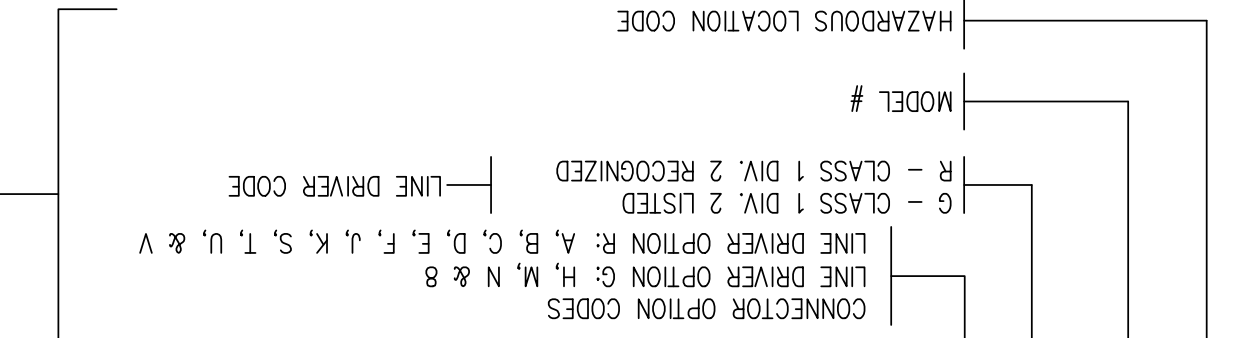 CONNECTOR OPTION CODES
LINE DRIVER OPTION G: H, M, N & 8
LINE DRIVER OPTION R: A, B, C, D, E, F, J, K, S, T, U, & V
G – CLASS 1 DIV. 2 LISTED
R – CLASS 1 DIV. 2 RECOGNIZED
LINE DRIVER CODE
MODEL #
HAZARDOUS LOCATION CODE